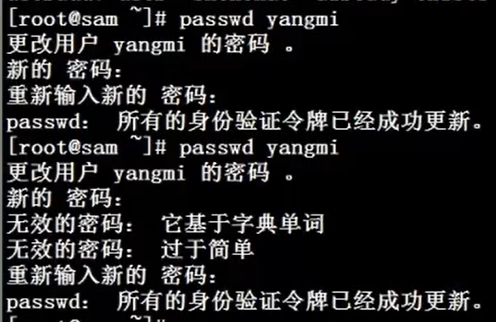 [root@sam ~]# passwd yangmi
更改用户 yangmi 的密码 。
新的 密码：
重新输入新的 密码：
passwd： 所有的身份验证令牌已经成功更新。
[root@sam ~]# passwd yangmi
更改用户 yangmi 的密码 。
新的 密码：
无效的密码： 它基于字典单词
无效的密码： 过于简单
重新输入新的 密码：
passwd： 所有的身份验证令牌已经成功更新。